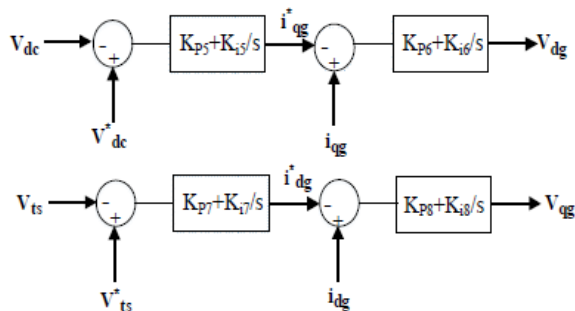 V_dc
-
+
K_P5+K_i5/s
i*_qg
-
+
K_P6+K_i6/s
V_dg
V*_dc
i_qg
V_ts
-
+
K_P7+K_i7/s
i*_dg
-
+
K_P8+K_i8/s
V_qg
V*_ts
i_dg